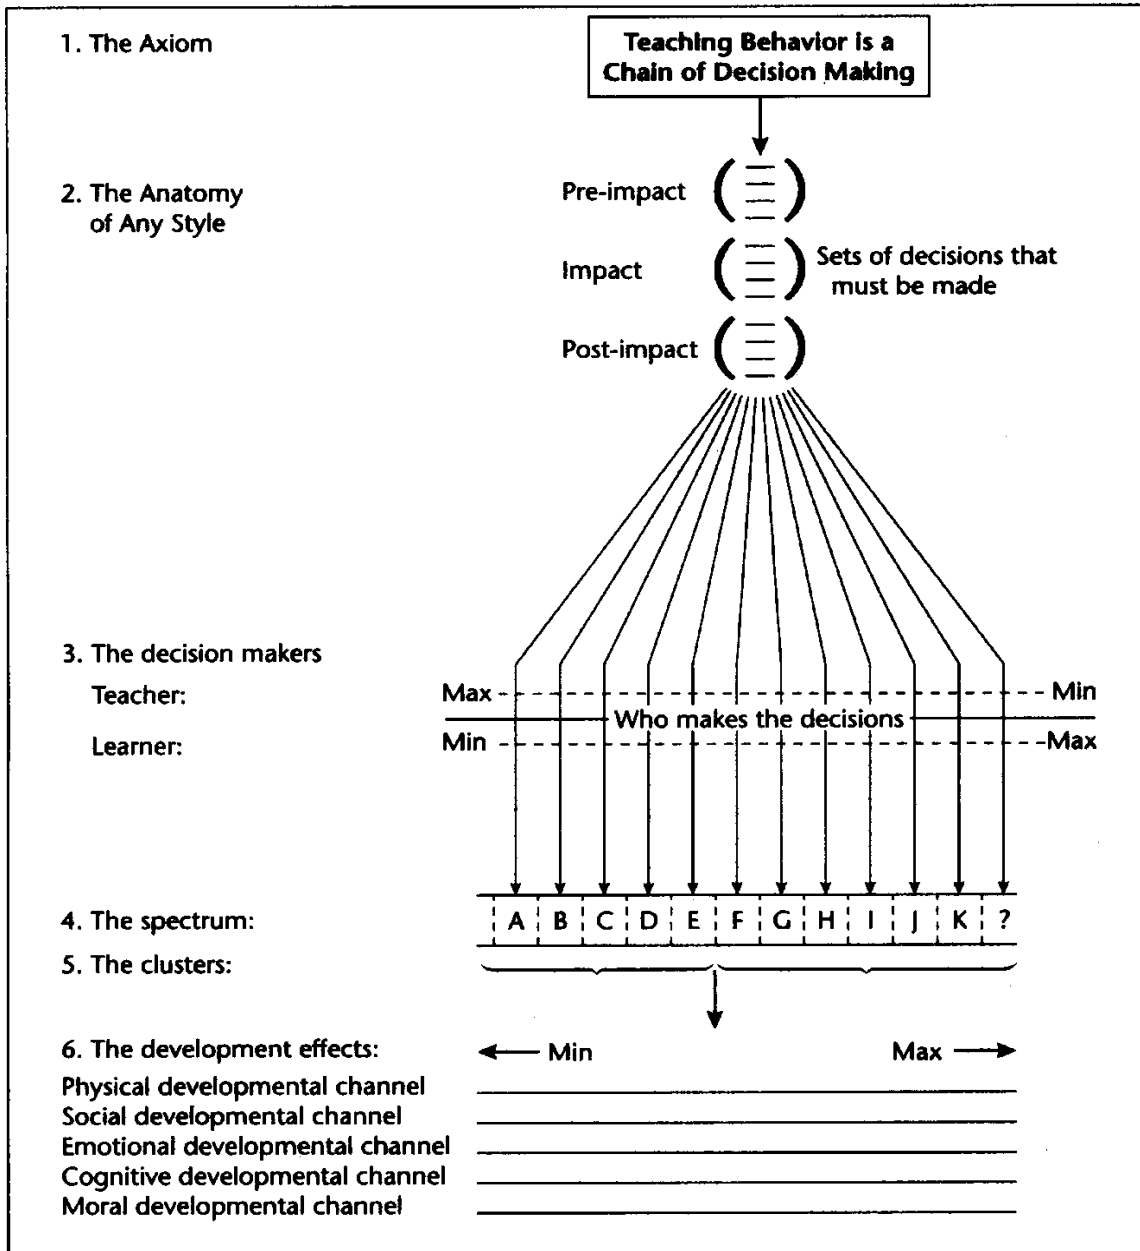 1. The Axiom
Teaching Behavior is a
Chain of Decision Making
2. The Anatomy
of Any Style
Pre-impact
Impact
Sets of decisions that
must be made
Post-impact
3. The decision makers
Teacher:
Max
Min
Who makes the decisions
Learner:
Min
Max
4. The spectrum:
A B C D E F G H I J K ?
5. The clusters:
6. The development effects:
Min
Max
Physical developmental channel
Social developmental channel
Emotional developmental channel
Cognitive developmental channel
Moral developmental channel